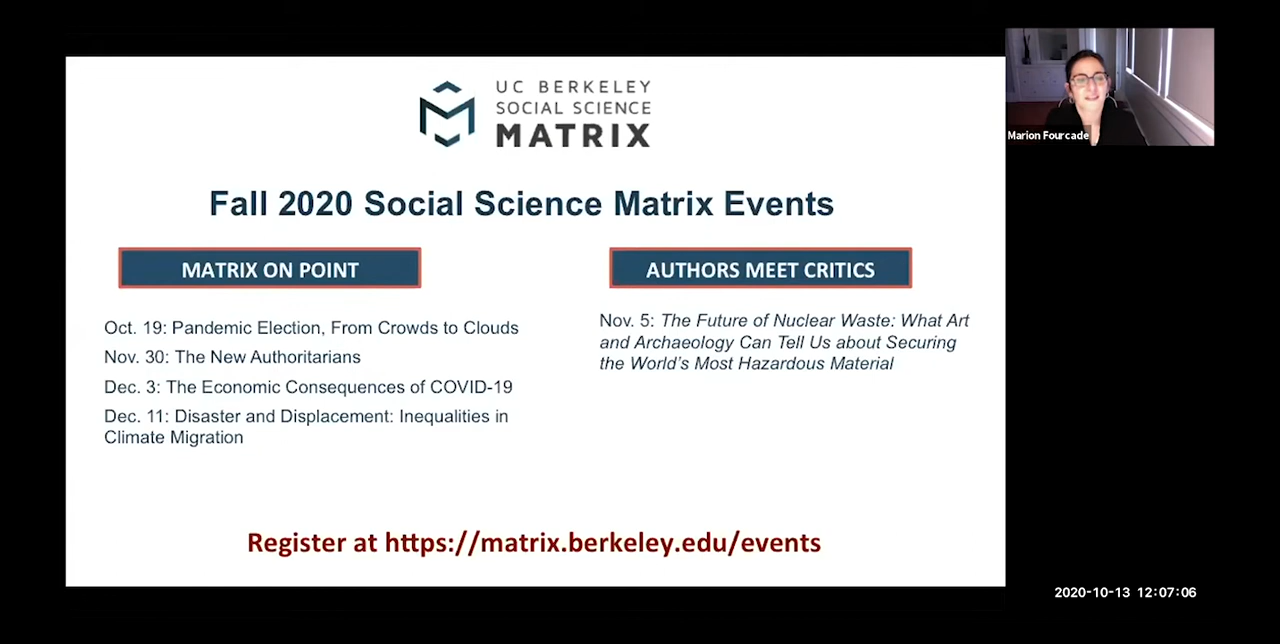 UC BERKELEY
SOCIAL SCIENCE
MATRIX
Marion Fourcade
Fall 2020 Social Science Matrix Events
MATRIX ON POINT
Oct. 19: Pandemic Election, From Crowds to Clouds
Nov. 30: The New Authoritarians
Dec. 3: The Economic Consequences of COVID-19
Dec. 11: Disaster and Displacement: Inequalities in
Climate Migration
AUTHORS MEET CRITICS
Nov. 5: The Future of Nuclear Waste: What Art
and Archaeology Can Tell Us about Securing
the World's Most Hazardous Material
Register at https://matrix.berkeley.edu/events
2020-10-13 12:07:06